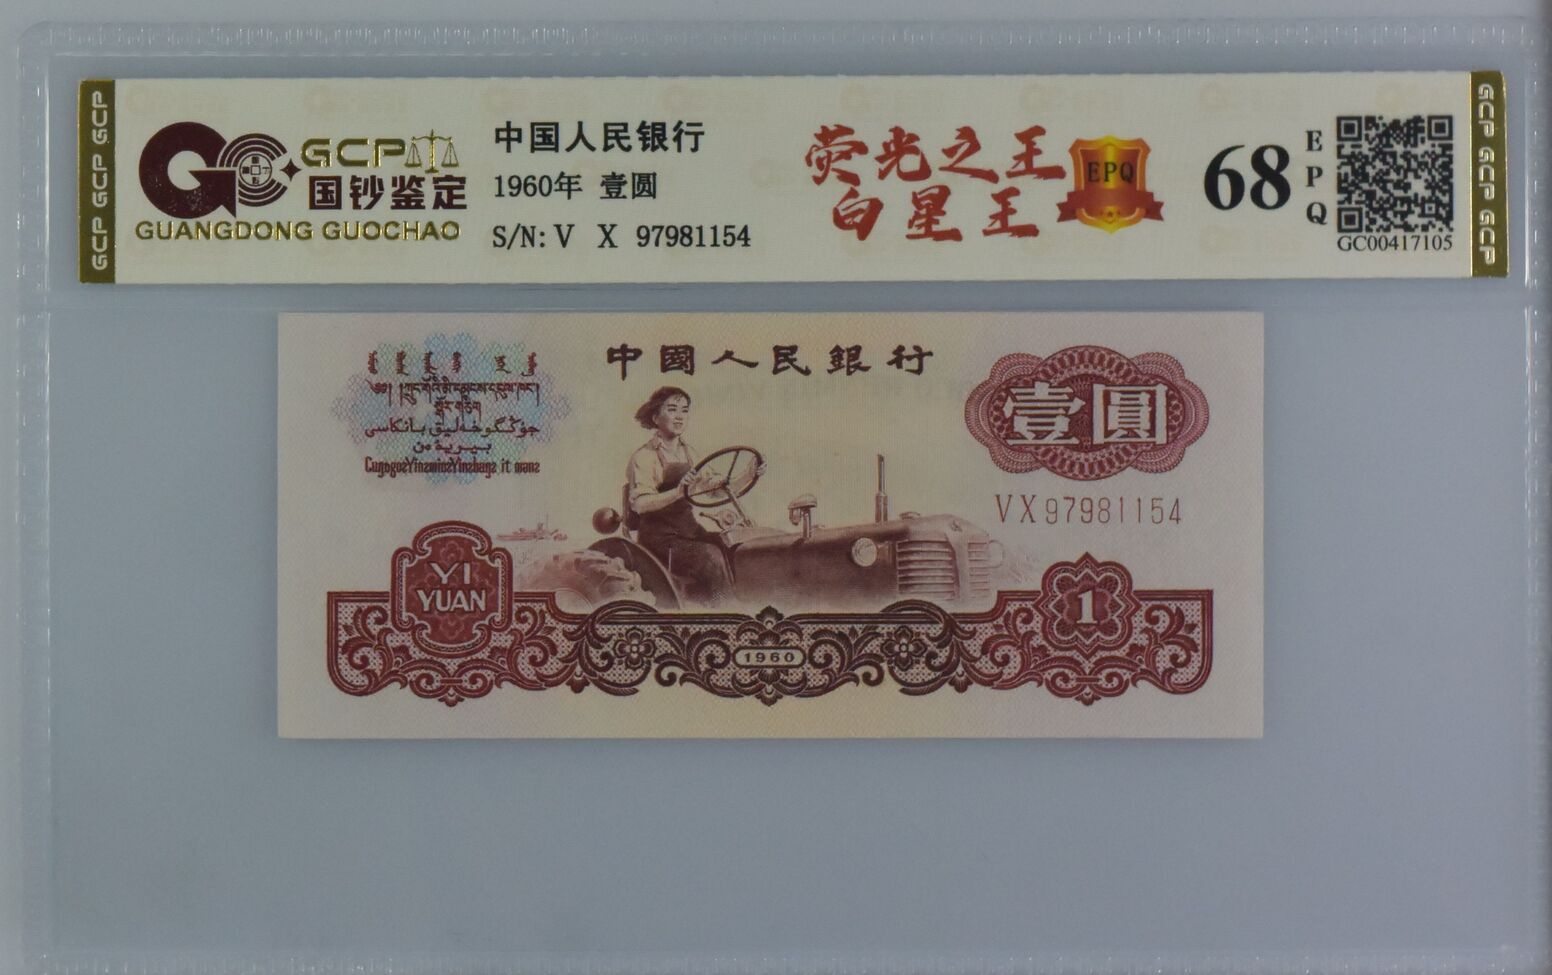 GCP GCP GCP
GCP
国钞鉴定
GUANGDONG GUOCHAO
中国人民银行
1960年 壹圆
S/N: V X 97981154
荧光之王
白星王
EPQ
68
EPQ
GC00417105
GCP GCP GCP
中國人民銀行
壹圓
VX97981154
YI
YUAN
1960
1